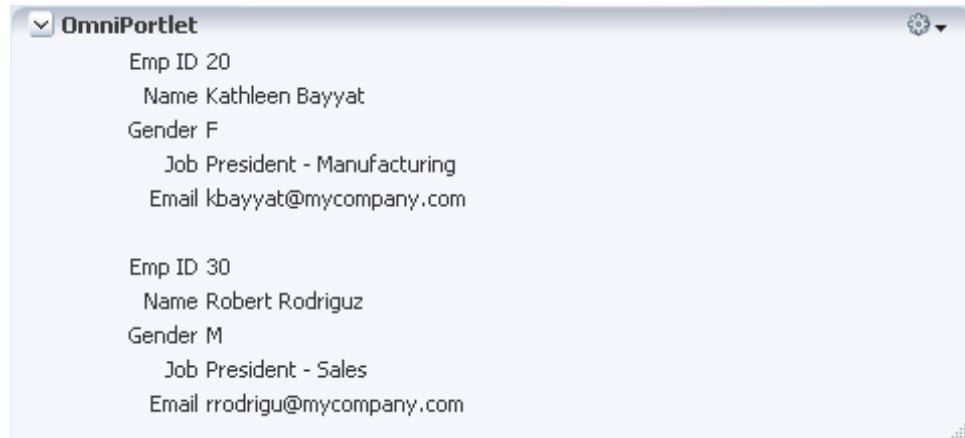 OmniPortlet
Emp ID 20
Name Kathleen Bayyat
Gender F
Job President - Manufacturing
Email kbayyat@mycompany.com
Emp ID 30
Name Robert Rodriguz
Gender M
Job President - Sales
Email rrodrigu@mycompany.com